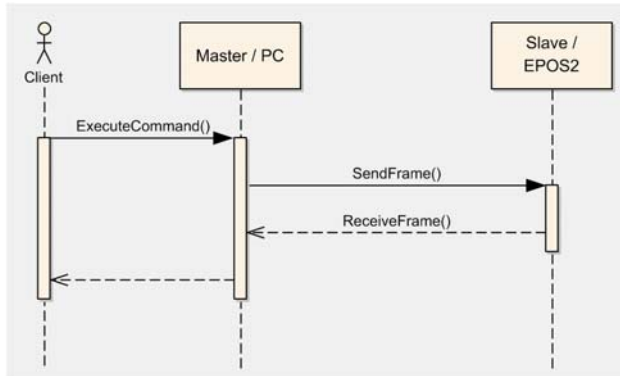 Client
Master / PC
Slave /
EPOS2
ExecuteCommand()
SendFrame()
ReceiveFrame()